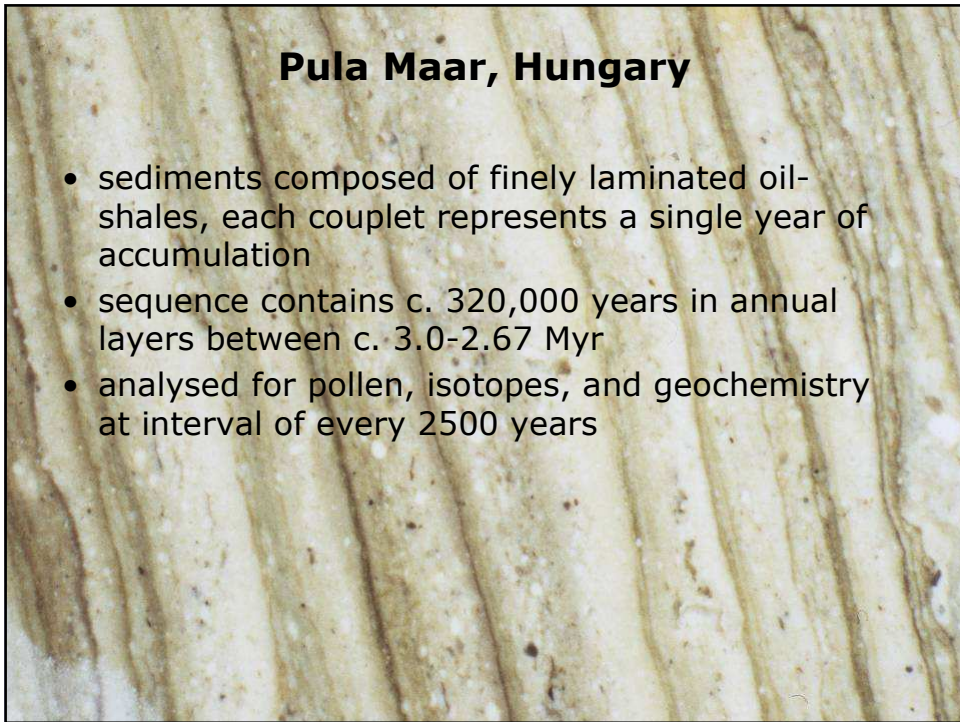 Pula Maar, Hungary
• sediments composed of finely laminated oil-
shales, each couplet represents a single year of
accumulation
• sequence contains c. 320,000 years in annual
layers between c. 3.0-2.67 Myr
• analysed for pollen, isotopes, and geochemistry
at interval of every 2500 years